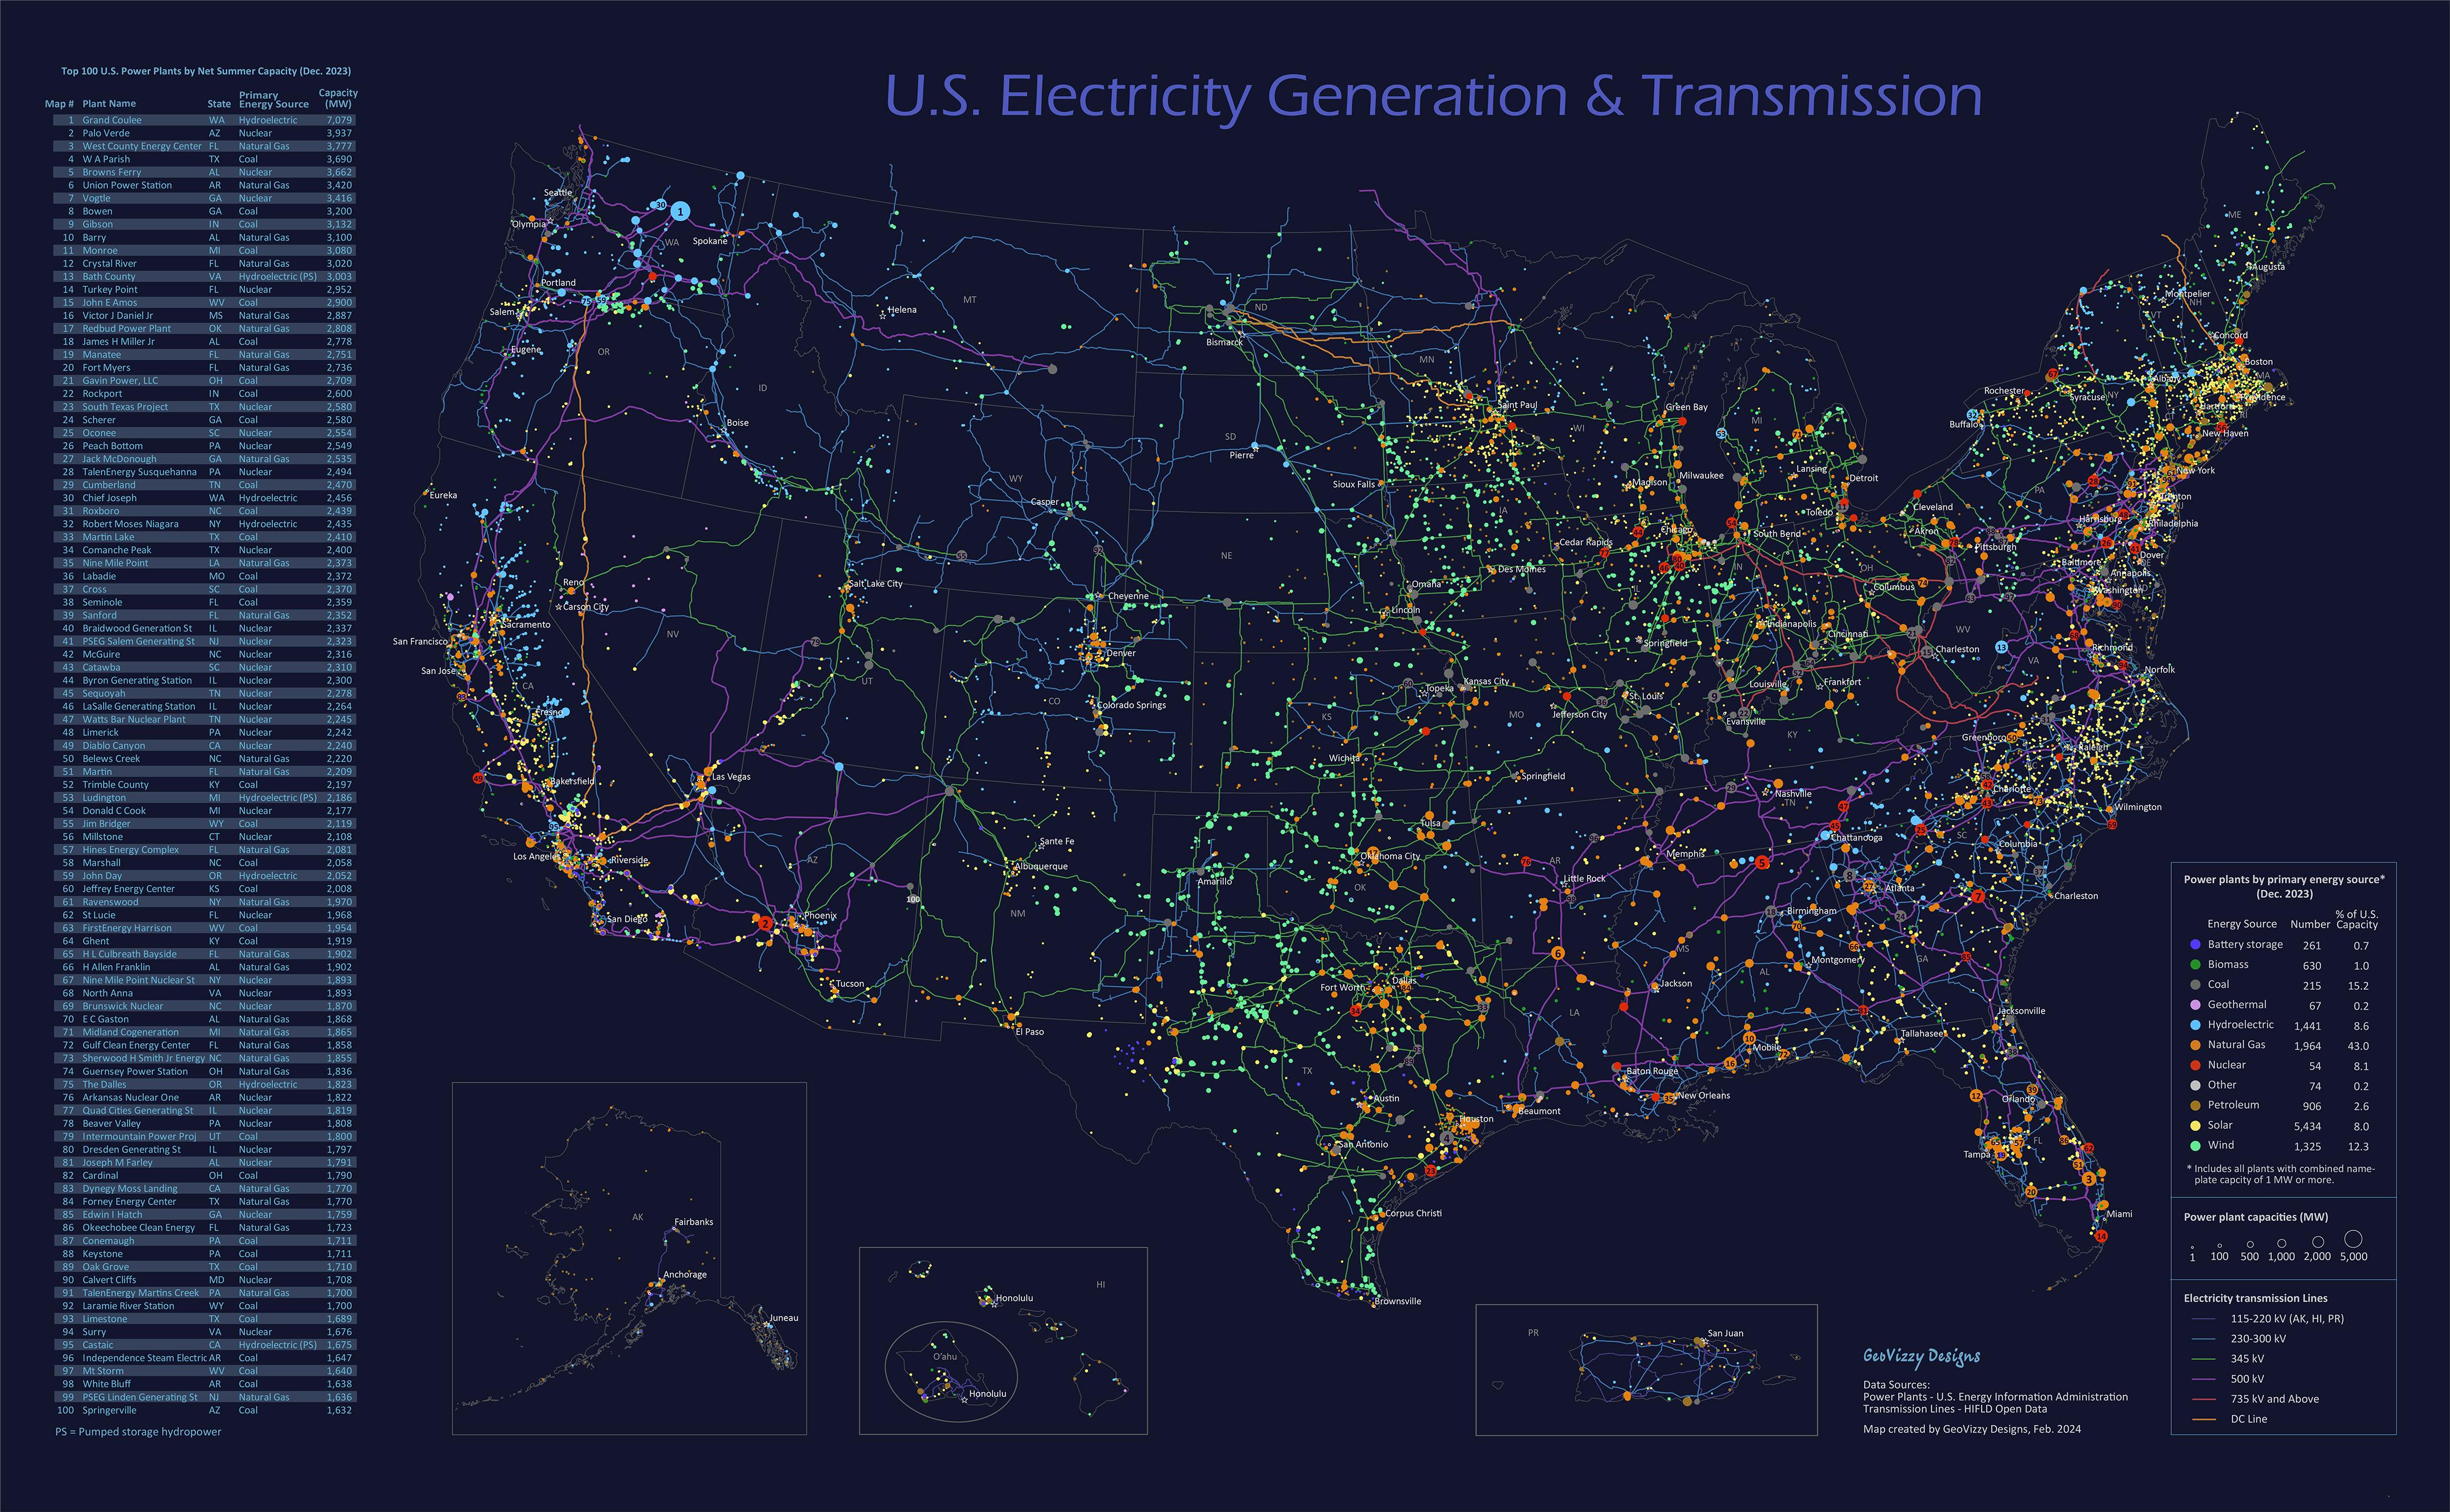 U.S. Electricity Generation & Transmission
Top 100 U.S. Power Plants by Net Summer Capacity (Dec. 2023)
Map # Plant Name State Primary Energy Source Capacity (MW)
1 Grand Coulee WA Hydroelectric 7,079
2 Palo Verde AZ Nuclear 3,937
3 West County Energy Center FL Natural Gas 3,777
4 W A Parish TX Coal 3,690
5 Browns Ferry AL Nuclear 3,662
6 Union Power Station AR Natural Gas 3,420
7 Vogtle GA Nuclear 3,416
8 Bowen GA Coal 3,200
9 Gibson IN Coal 3,132
10 Barry AL Natural Gas 3,100
11 Monroe MI Coal 3,080
12 Crystal River FL Natural Gas 3,020
13 Bath County VA Hydroelectric (PS) 3,003
14 Turkey Point FL Nuclear 2,952
15 John E Amos WV Coal 2,900
16 Victor J Daniel Jr MS Natural Gas 2,887
17 Redbud Power Plant OK Natural Gas 2,808
18 James H Miller Jr AL Coal 2,778
19 Manatee FL Natural Gas 2,751
20 Fort Myers FL Natural Gas 2,736
21 Gavin Power, LLC OH Coal 2,709
22 Rockport IN Coal 2,600
23 South Texas Project TX Nuclear 2,580
24 Scherer GA Coal 2,580
25 Oconee SC Nuclear 2,554
26 Peach Bottom PA Nuclear 2,549
27 Jack McDonough GA Natural Gas 2,535
28 TalenEnergy Susquehanna PA Nuclear 2,494
29 Cumberland TN Coal 2,470
30 Chief Joseph WA Hydroelectric 2,456
31 Roxboro NC Coal 2,439
32 Robert Moses Niagara NY Hydroelectric 2,435
33 Martin Lake TX Coal 2,410
34 Comanche Peak TX Nuclear 2,400
35 Nine Mile Point LA Natural Gas 2,373
36 Labadie MO Coal 2,372
37 Cross SC Coal 2,370
38 Seminole FL Coal 2,359
39 Sanford FL Natural Gas 2,352
40 Braidwood Generation St IL Nuclear 2,337
41 PSEG Salem Generating St NJ Nuclear 2,323
42 McGuire NC Nuclear 2,316
43 Catawba SC Nuclear 2,310
44 Byron Generating Station IL Nuclear 2,300
45 Sequoyah TN Nuclear 2,278
46 LaSalle Generating Station IL Nuclear 2,264
47 Watts Bar Nuclear Plant TN Nuclear 2,245
48 Limerick PA Nuclear 2,242
49 Diablo Canyon CA Nuclear 2,240
50 Belews Creek NC Natural Gas 2,220
51 Martin FL Natural Gas 2,209
52 Trimble County KY Coal 2,197
53 Ludington MI Hydroelectric (PS) 2,186
54 Donald C Cook MI Nuclear 2,177
55 Jim Bridger WY Coal 2,119
56 Millstone CT Nuclear 2,108
57 Hines Energy Complex FL Natural Gas 2,081
58 Marshall NC Coal 2,058
59 John Day OR Hydroelectric 2,052
60 Jeffrey Energy Center KS Coal 2,008
61 Ravenswood NY Natural Gas 1,970
62 St Lucie FL Nuclear 1,968
63 FirstEnergy Harrison WV Coal 1,954
64 Ghent KY Coal 1,919
65 H L Culbreath Bayside FL Natural Gas 1,902
66 H Allen Franklin AL Natural Gas 1,902
67 Nine Mile Point Nuclear St NY Nuclear 1,893
68 North Anna VA Nuclear 1,893
69 Brunswick Nuclear NC Nuclear 1,870
70 E C Gaston AL Natural Gas 1,868
71 Midland Cogeneration MI Natural Gas 1,865
72 Gulf Clean Energy Center FL Natural Gas 1,858
73 Sherwood H Smith Jr Energy NC Natural Gas 1,855
74 Guernsey Power Station OH Natural Gas 1,836
75 The Dalles OR Hydroelectric 1,823
76 Arkansas Nuclear One AR Nuclear 1,822
77 Quad Cities Generating St IL Nuclear 1,819
78 Beaver Valley PA Nuclear 1,808
79 Intermountain Power Proj UT Coal 1,800
80 Dresden Generating St IL Nuclear 1,797
81 Joseph M Farley AL Nuclear 1,791
82 Cardinal OH Coal 1,790
83 Dynegy Moss Landing CA Natural Gas 1,770
84 Forney Energy Center TX Natural Gas 1,770
85 Edwin I Hatch GA Nuclear 1,759
86 Okeechobee Clean Energy FL Natural Gas 1,723
87 Conemaugh PA Coal 1,711
88 Keystone PA Coal 1,711
89 Oak Grove TX Coal 1,710
90 Calvert Cliffs MD Nuclear 1,708
91 TalenEnergy Martins Creek PA Natural Gas 1,700
92 Laramie River Station WY Coal 1,700
93 Limestone TX Coal 1,689
94 Surry VA Nuclear 1,676
95 Castaic CA Hydroelectric (PS) 1,675
96 Independence Steam Electric AR Coal 1,647
97 Mt Storm WV Coal 1,640
98 White Bluff AR Coal 1,638
99 PSEG Linden Generating St NJ Natural Gas 1,636
100 Springerville AZ Coal 1,632
PS = Pumped storage hydropower
Seattle
Olympia
Spokane
WA
Portland
Salem
Eugene
OR
Helena
MT
ID
Boise
Eureka
Reno
Carson City
NV
Sacramento
San Francisco
San Jose
CA
Fresno
Bakersfield
Los Angeles
Riverside
San Diego
Las Vegas
Salt Lake City
UT
AZ
Phoenix
Tucson
WY
Casper
Cheyenne
Denver
CO
Colorado Springs
Sante Fe
Albuquerque
NM
El Paso
100
ND
Bismarck
SD
Pierre
Sioux Falls
NE
Omaha
Lincoln
KS
Topeka
Kansas City
Wichita
Tulsa
Oklahoma City
OK
Amarillo
Fort Worth
Dallas
TX
Austin
San Antonio
Houston
Beaumont
Corpus Christi
Brownsville
MN
Saint Paul
WI
Green Bay
Madison
Milwaukee
IA
Cedar Rapids
Des Moines
Chicago
IL
Springfield
St. Louis
Jefferson City
MO
Springfield
AR
Little Rock
LA
Baton Rouge
New Orleans
MS
Jackson
Memphis
MI
Lansing
Detroit
Toledo
South Bend
IN
Indianapolis
Evansville
Louisville
Frankfort
KY
Cincinnati
OH
Columbus
Akron
Cleveland
Nashville
TN
Chattanooga
Birmingham
AL
Montgomery
Mobile
Atlanta
GA
Tallahasee
Jacksonville
Orlando
FL
Tampa
Miami
SC
Columbia
Charleston
Charlotte
Greensboro
Raleigh
NC
Wilmington
WV
Charleston
VA
Richmond
Norfolk
Washington
Annapolis
Baltimore
Dover
DE
PA
Pittsburgh
Harrisburg
Philadelphia
Trenton
NJ
New York
NY
Buffalo
Rochester
Syracuse
Albany
New Haven
Hartford
CT
RI
Providence
MA
Boston
Concord
NH
VT
Montpelier
ME
Augusta
AK
Fairbanks
Anchorage
Juneau
HI
Honolulu
O'ahu
Honolulu
PR
San Juan
Power plants by primary energy source*
(Dec. 2023)
Energy Source Number % of U.S. Capacity
Battery storage 261 0.7
Biomass 630 1.0
Coal 215 15.2
Geothermal 67 0.2
Hydroelectric 1,441 8.6
Natural Gas 1,964 43.0
Nuclear 54 8.1
Other 74 0.2
Petroleum 906 2.6
Solar 5,434 8.0
Wind 1,325 12.3
* Includes all plants with combined name-
plate capcity of 1 MW or more.
Power plant capacities (MW)
1 100 500 1,000 2,000 5,000
Electricity transmission Lines
115-220 kV (AK, HI, PR)
230-300 kV
345 kV
500 kV
735 kV and Above
DC Line
GeoVizzy Designs
Data Sources:
Power Plants - U.S. Energy Information Administration
Transmission Lines - HIFLD Open Data
Map created by GeoVizzy Designs, Feb. 2024